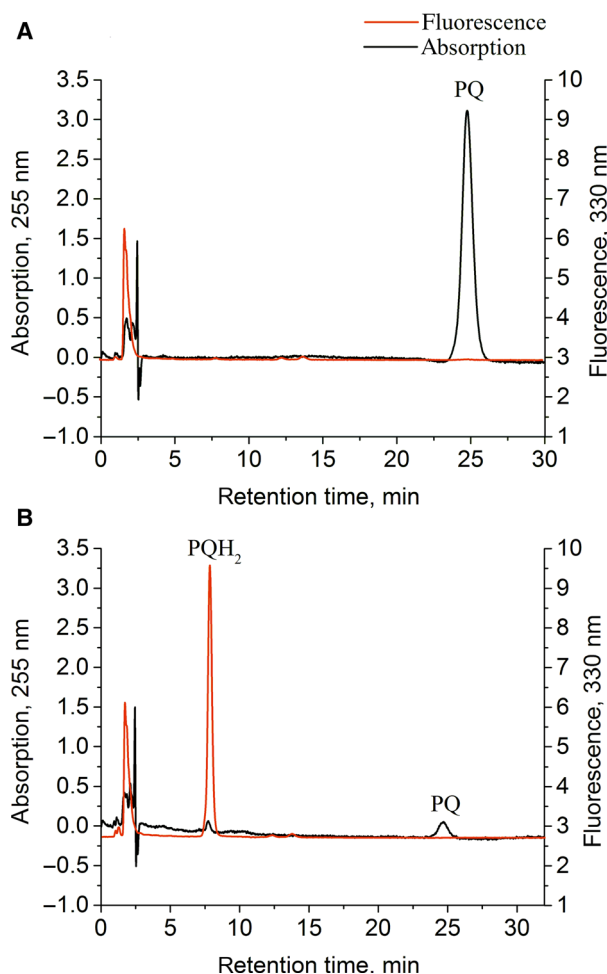 A
Fluorescence
Absorption
PQ
3.5
3.0
2.5
2.0
1.5
1.0
0.5
0.0
–0.5
–1.0
Absorption, 255 nm
10
9
8
7
6
5
4
3
2
1
Fluorescence, 330 nm
0 5 10 15 20 25 30
Retention time, min
B
PQH₂
PQ
3.5
3.0
2.5
2.0
1.5
1.0
0.5
0.0
–0.5
–1.0
Absorption, 255 nm
10
9
8
7
6
5
4
3
2
1
Fluorescence, 330 nm
0 5 10 15 20 25 30
Retention time, min